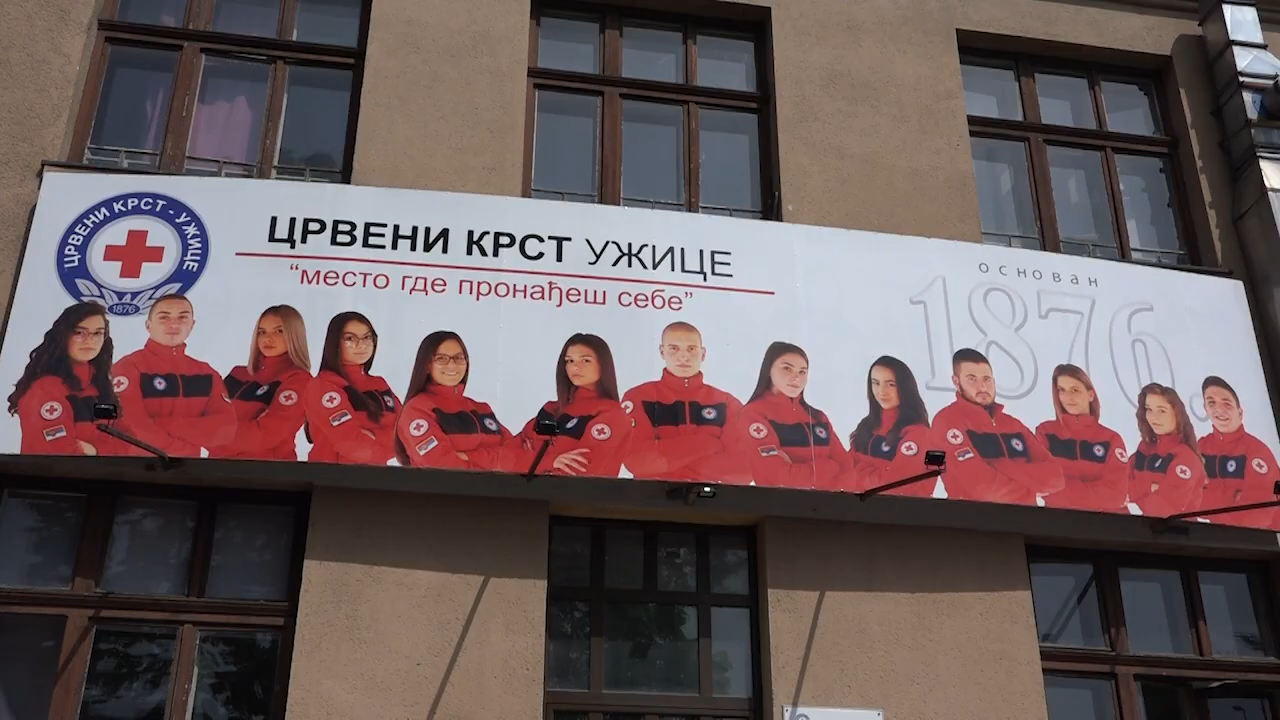 ЦРВЕНИ КРСТ - УЖИЦЕ
1876
ЦРВЕНИ КРСТ УЖИЦЕ
“место где пронађеш себе”
основан
1876.